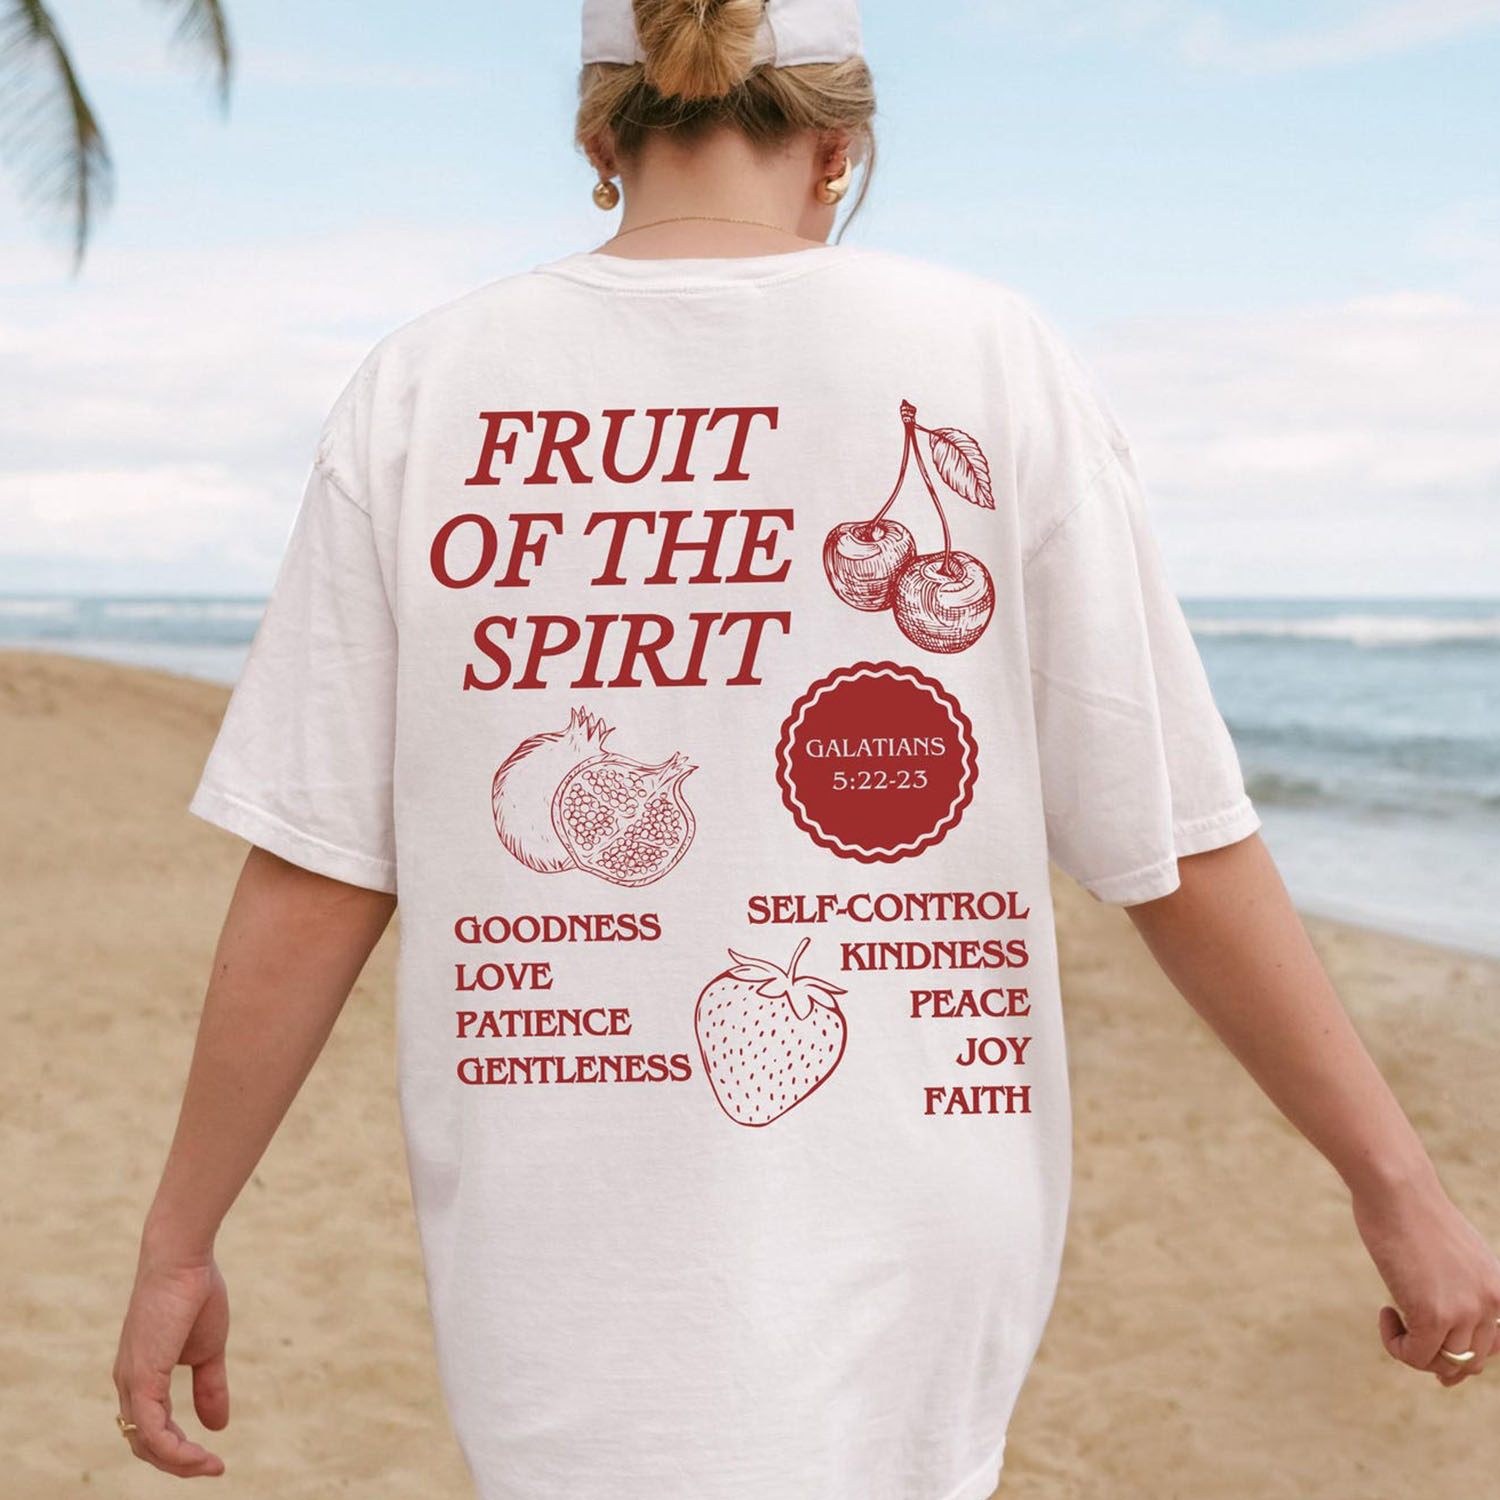 FRUIT
OF THE
SPIRIT
GALATIANS
5:22-23
GOODNESS
LOVE
PATIENCE
GENTLENESS
SELF-CONTROL
KINDNESS
PEACE
JOY
FAITH